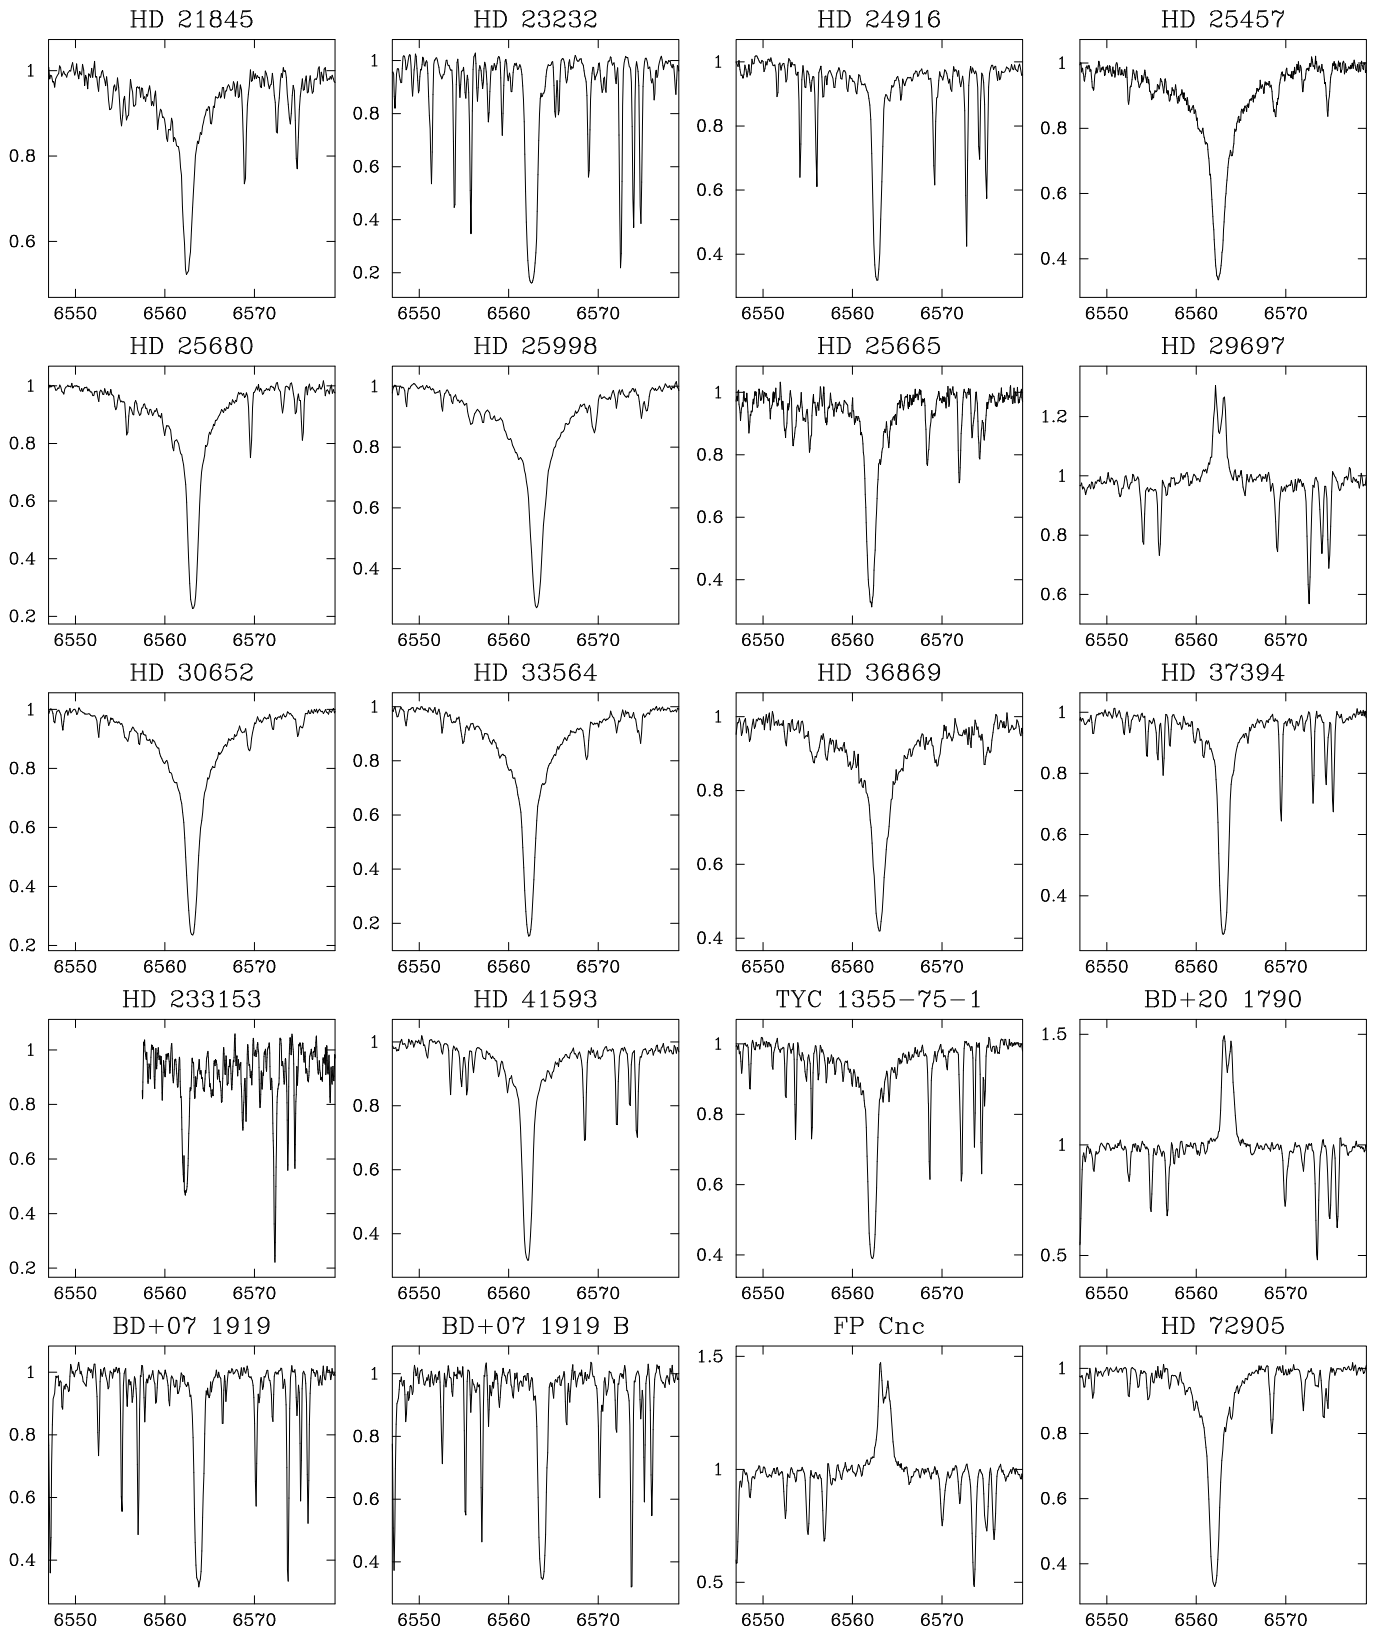 HD 21845 HD 23232 HD 24916 HD 25457
1 1 1 1
0.8 0.8 0.8 0.8
0.6 0.6 0.6 0.6
0.4 0.4 0.4
0.2
6550 6560 6570 6550 6560 6570 6550 6560 6570 6550 6560 6570
HD 25680 HD 25998 HD 25665 HD 29697
1 1 1 1.2
0.8 0.8 0.8 1
0.6 0.6 0.6 0.8
0.4 0.4 0.4 0.6
0.2
6550 6560 6570 6550 6560 6570 6550 6560 6570 6550 6560 6570
HD 30652 HD 33564 HD 36869 HD 37394
1 1 1 1
0.8 0.8 0.8 0.8
0.6 0.6 0.6 0.6
0.4 0.4 0.4 0.4
0.2 0.2
6550 6560 6570 6550 6560 6570 6550 6560 6570 6550 6560 6570
HD 233153 HD 41593 TYC 1355-75-1 BD+20 1790
1 1 1 1.5
0.8 0.8 0.8 1
0.6 0.6 0.6 0.5
0.4 0.4 0.4
0.2
6550 6560 6570 6550 6560 6570 6550 6560 6570 6550 6560 6570
BD+07 1919 BD+07 1919 B FP Cnc HD 72905
1 1 1.5 1
0.8 0.8 1 0.8
0.6 0.6 0.5 0.6
0.4 0.4 0.4
6550 6560 6570 6550 6560 6570 6550 6560 6570 6550 6560 6570